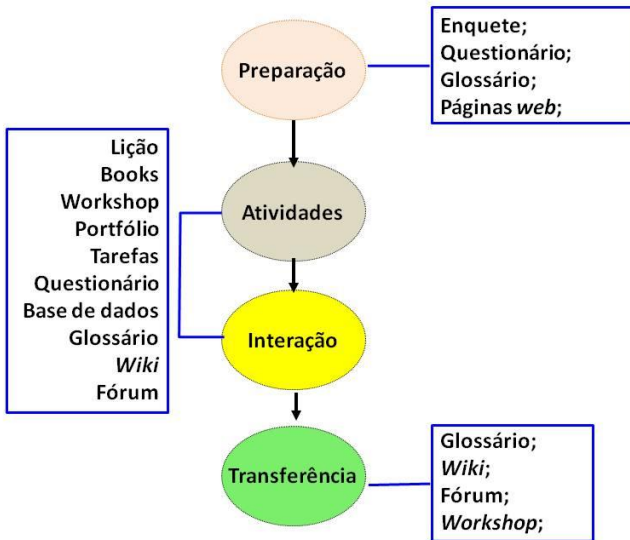 Preparação
Enquete;
Questionário;
Glossário;
Páginas web;
Lição
Books
Workshop
Portfólio
Tarefas
Questionário
Base de dados
Glossário
Wiki
Fórum
Atividades
Interação
Transferência
Glossário;
Wiki;
Fórum;
Workshop;